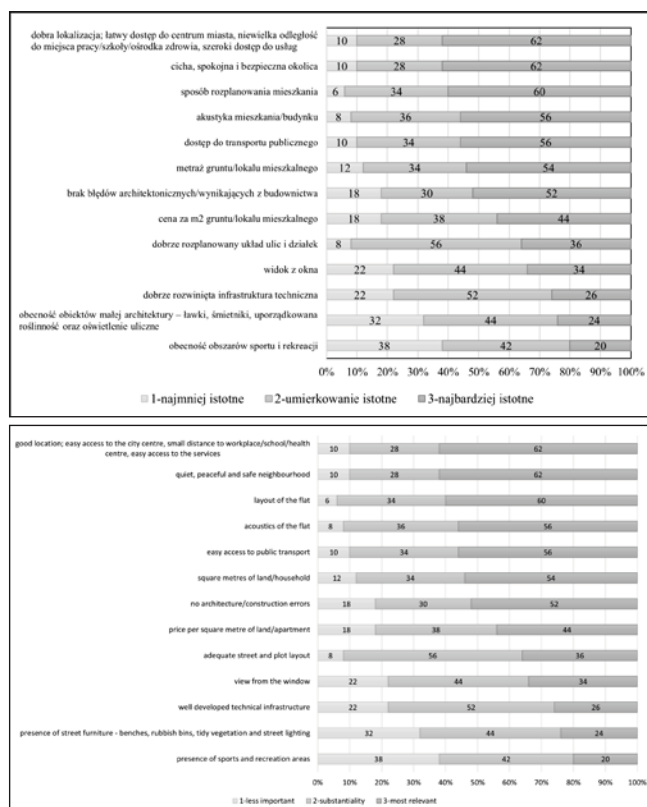 dobra lokalizacja; łatwy dostęp do centrum miasta, niewielka odległość
do miejsca pracy/szkoły/ośrodka zdrowia, szeroki dostęp do usług
10 28 62
cicha, spokojna i bezpieczna okolica 10 28 62
sposób rozplanowania mieszkania 6 34 60
akustyka mieszkania/budynku 8 36 56
dostęp do transportu publicznego 10 34 56
metraż gruntu/lokalu mieszkalnego 12 34 54
brak błędów architektonicznych/wynikających z budownictwa 18 30 52
cena za m2 gruntu/lokalu mieszkalnego 18 38 44
dobrze rozplanowany układ ulic i działek 8 56 36
widok z okna 22 44 34
dobrze rozwinięta infrastruktura techniczna 22 52 26
obecność obiektów małej architektury – ławki, śmietniki, uporządkowana
roślinność oraz oświetlenie uliczne
32 44 24
obecność obszarów sportu i rekreacji 38 42 20
0% 10% 20% 30% 40% 50% 60% 70% 80% 90% 100%
1-najmniej istotne 2-umierkowanie istotne 3-najbardziej istotne
good location; easy access to the city centre, small distance to workplace/school/health
centre, easy access to the services
10 28 62
quiet, peaceful and safe neighbourhood 10 28 62
layout of the flat 6 34 60
acoustics of the flat 8 36 56
easy access to public transport 10 34 56
square metres of land/household 12 34 54
no architecture/construction errors 18 30 52
price per square metre of land/apartment 18 38 44
adequate street and plot layout 8 56 36
view from the window 22 44 34
well developed technical infrastructure 22 52 26
presence of street furniture - benches, rubbish bins, tidy vegetation and street lighting 32 44 24
presence of sports and recreation areas 38 42 20
0% 10% 20% 30% 40% 50% 60% 70% 80% 90% 100%
1-less important 2-substantiality 3-most relevant